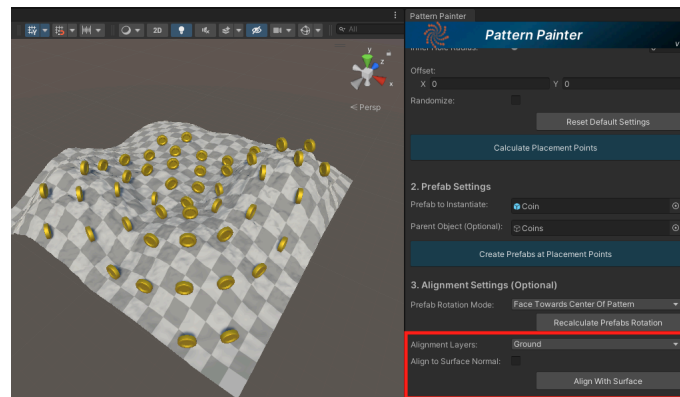 2D
All
y
z
x
Persp
Pattern Painter
Pattern Painter
Offset:
X 0 Y 0
Randomize:
Reset Default Settings
Calculate Placement Points
2. Prefab Settings
Prefab to Instantiate: Coin
Parent Object (Optional): Coins
Create Prefabs at Placement Points
3. Alignment Settings (Optional)
Prefab Rotation Mode: Face Towards Center Of Pattern
Recalculate Prefabs Rotation
Alignment Layers: Ground
Align to Surface Normal:
Align With Surface